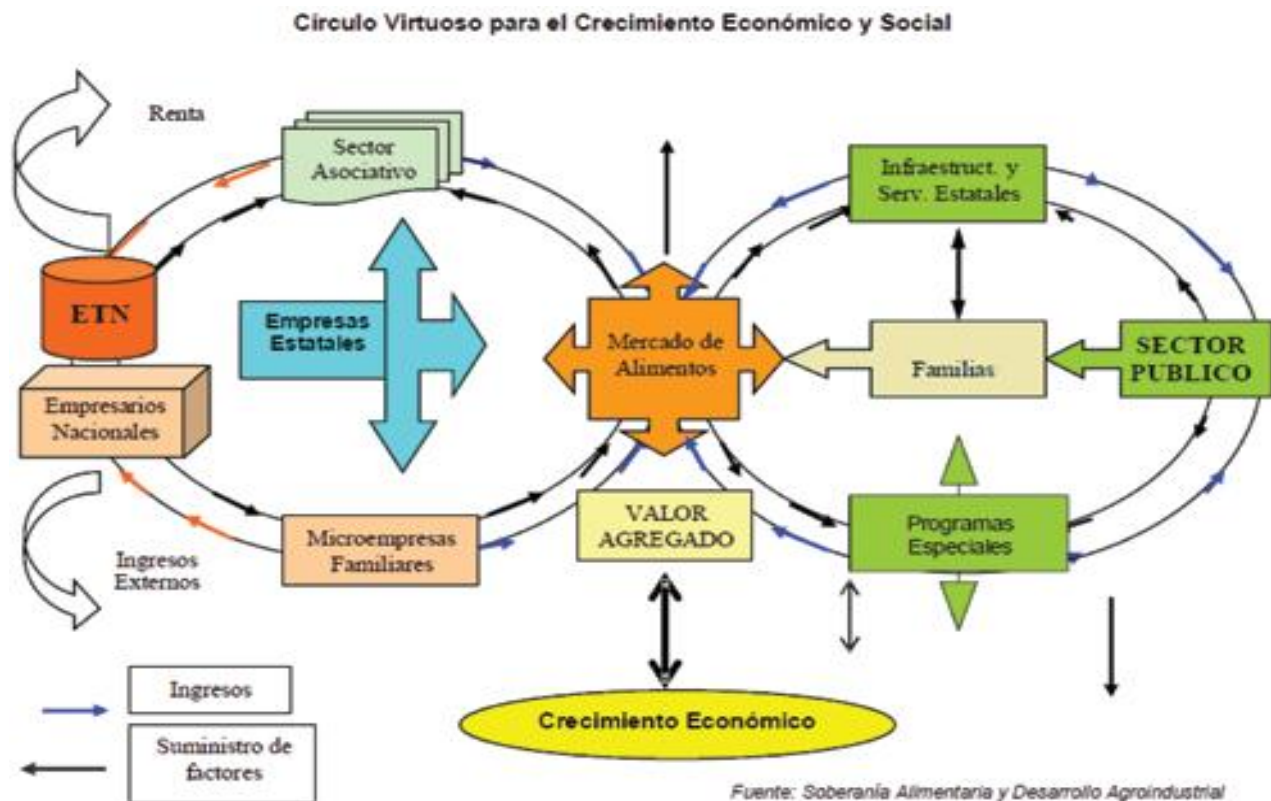 Círculo Virtuoso para el Crecimiento Económico y Social
Renta
Sector
Asociativo
Infraestruct. y
Serv. Estatales
ETN
Empresas
Estatales
Mercado de
Alimentos
Familias
SECTOR
PUBLICO
Empresarios
Nacionales
Ingresos
Externos
Microempresas
Familiares
VALOR
AGREGADO
Programas
Especiales
Ingresos
Suministro de
factores
Crecimiento Económico
Fuente: Soberanía Alimentaria y Desarrollo Agroindustrial